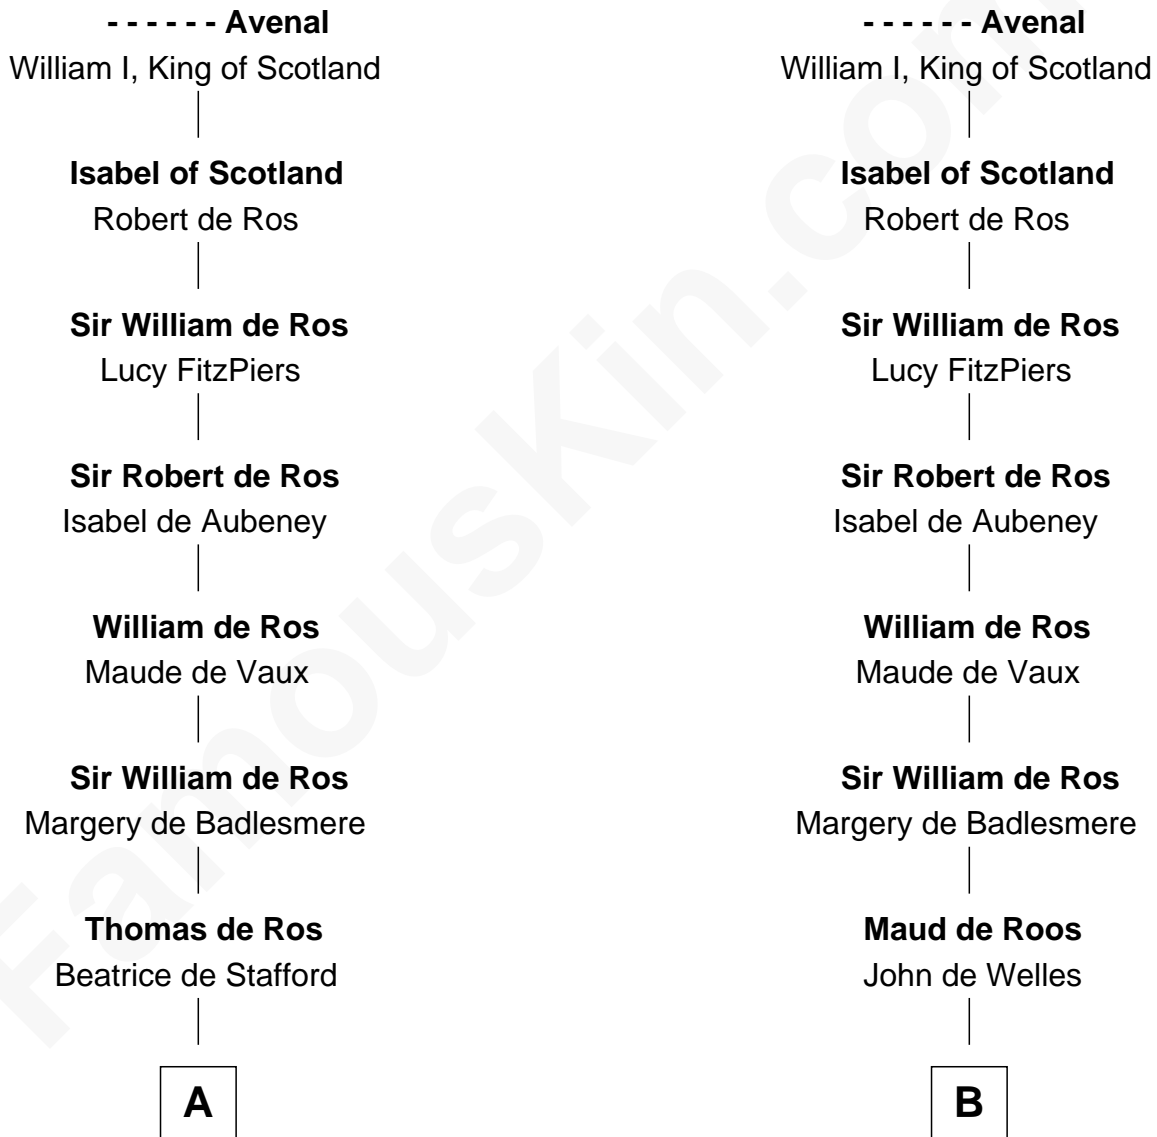 - - - - - - Avenal
William I, King of Scotland
Isabel of Scotland
Robert de Ros
Sir William de Ros
Lucy FitzPiers
Sir Robert de Ros
Isabel de Aubeney
William de Ros
Maude de Vaux
Sir William de Ros
Margery de Badlesmere
Thomas de Ros
Beatrice de Stafford
A
- - - - - - Avenal
William I, King of Scotland
Isabel of Scotland
Robert de Ros
Sir William de Ros
Lucy FitzPiers
Sir Robert de Ros
Isabel de Aubeney
William de Ros
Maude de Vaux
Sir William de Ros
Margery de Badlesmere
Maud de Roos
John de Welles
B
FamousKin.com